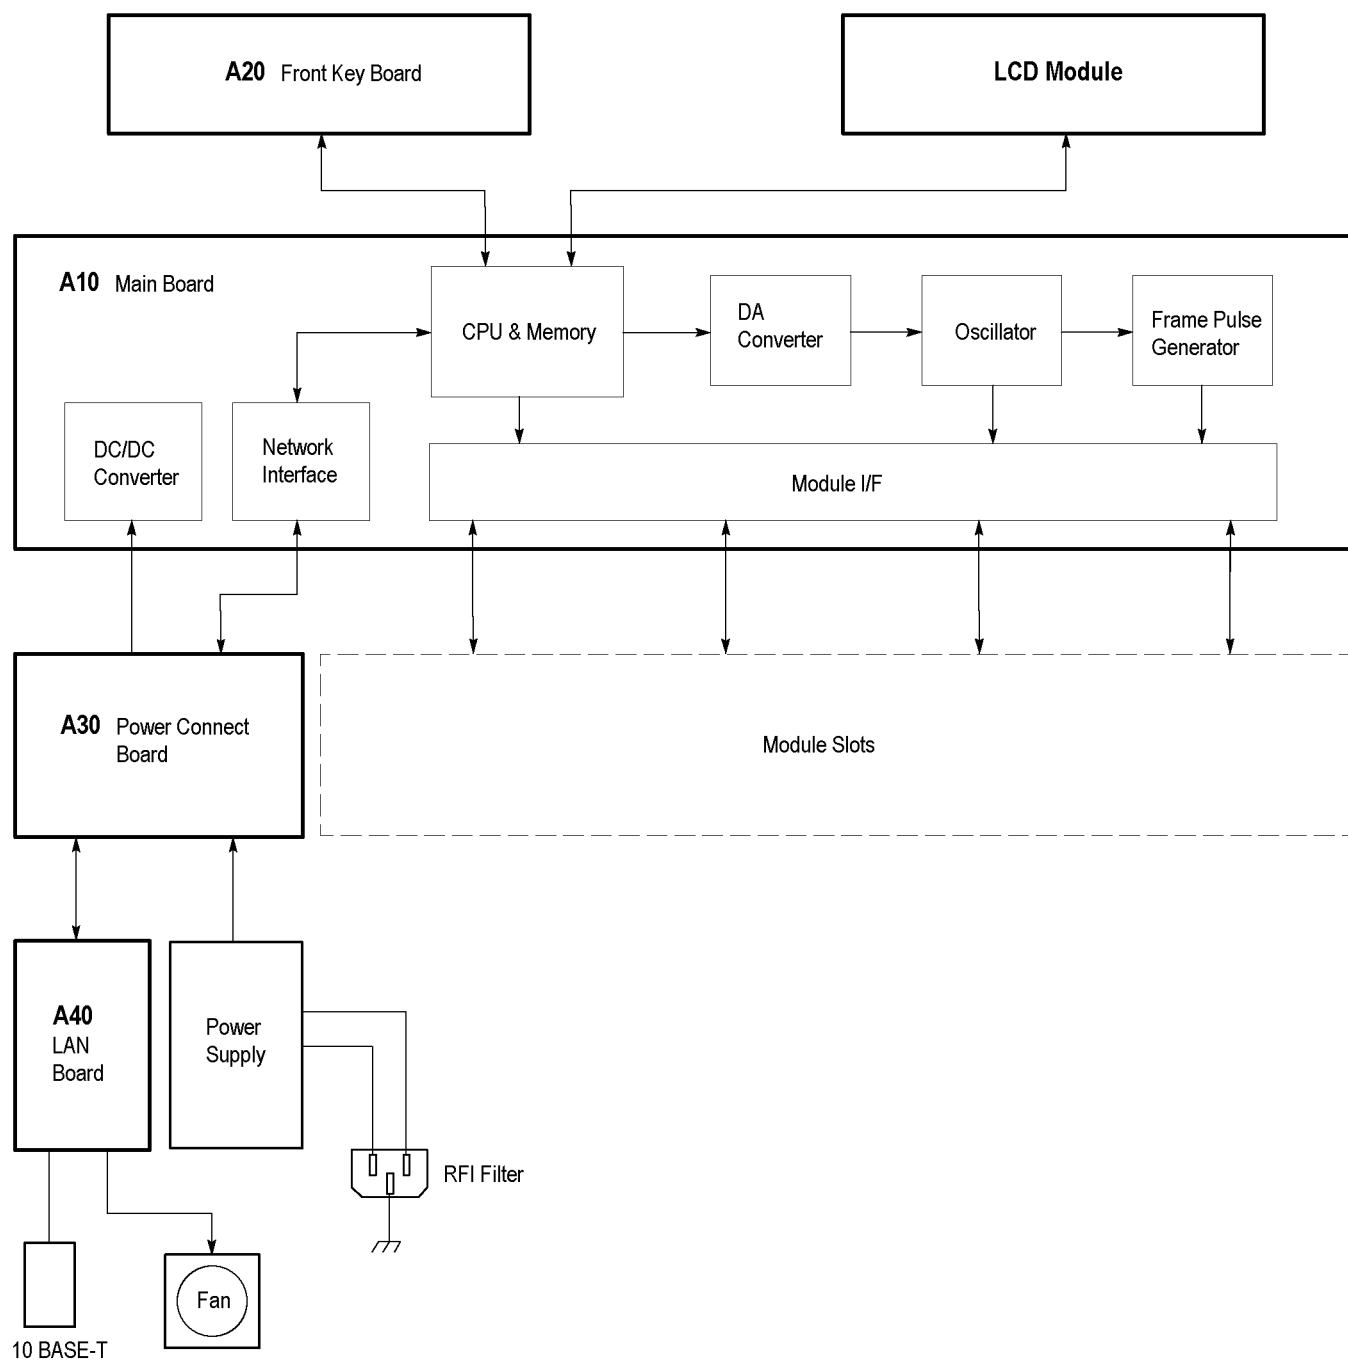 A20 Front Key Board
LCD Module
A10 Main Board
CPU & Memory
DA
Converter
Oscillator
Frame Pulse
Generator
DC/DC
Converter
Network
Interface
Module I/F
A30 Power Connect
Board
Module Slots
A40
LAN
Board
Power
Supply
RFI Filter
Fan
10 BASE-T